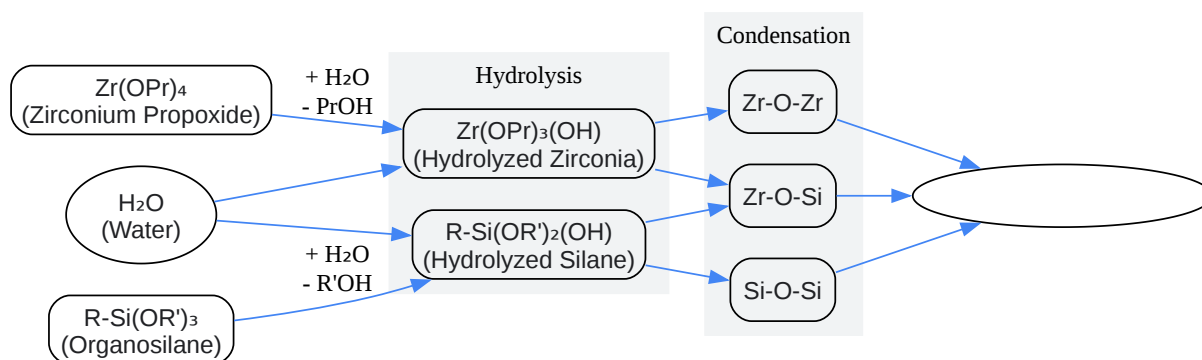 Zr(OPr)₄
(Zirconium Propoxide)
+ H₂O
- PrOH
H₂O
(Water)
+ H₂O
- R'OH
R-Si(OR')₃
(Organosilane)
Hydrolysis
Zr(OPr)₃(OH)
(Hydrolyzed Zirconia)
R-Si(OR')₂(OH)
(Hydrolyzed Silane)
Condensation
Zr-O-Zr
Zr-O-Si
Si-O-Si